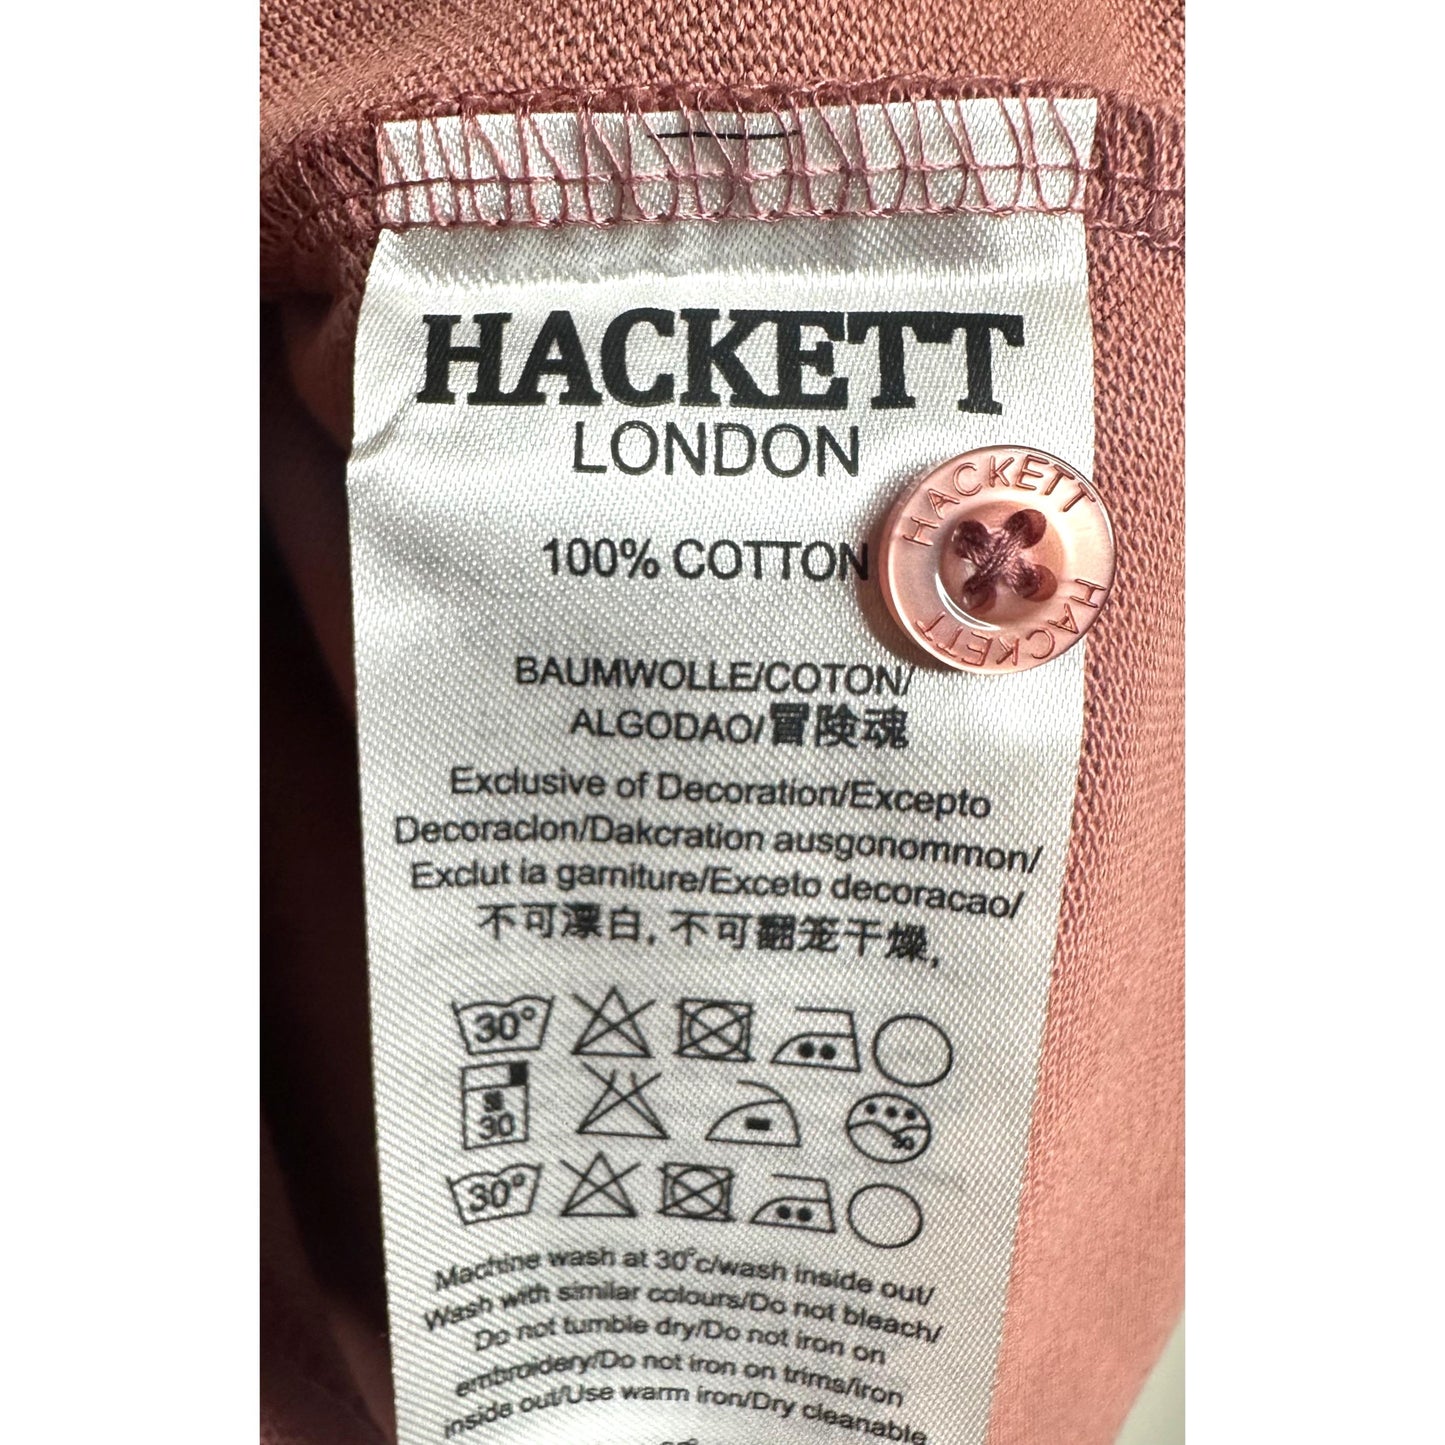 HACKETT
LONDON
HACKETT
HACKETT
100% COTTON
BAUMWOLLE/COTON/
ALGODAO/冒険魂
Exclusive of Decoration/Excepto
Decoracion/Dakcration ausgonommon/
Exclut ia garniture/Exceto decoracao/
不可漂白, 不可翻笼干燥,
30°
30
30
30°
Machine wash at 30°c/wash inside out/
Wash with similar colours/Do not bleach/
Do not tumble dry/Do not iron on
embroidery/Do not iron on trims/iron
inside out/Use warm iron/Dry cleanable